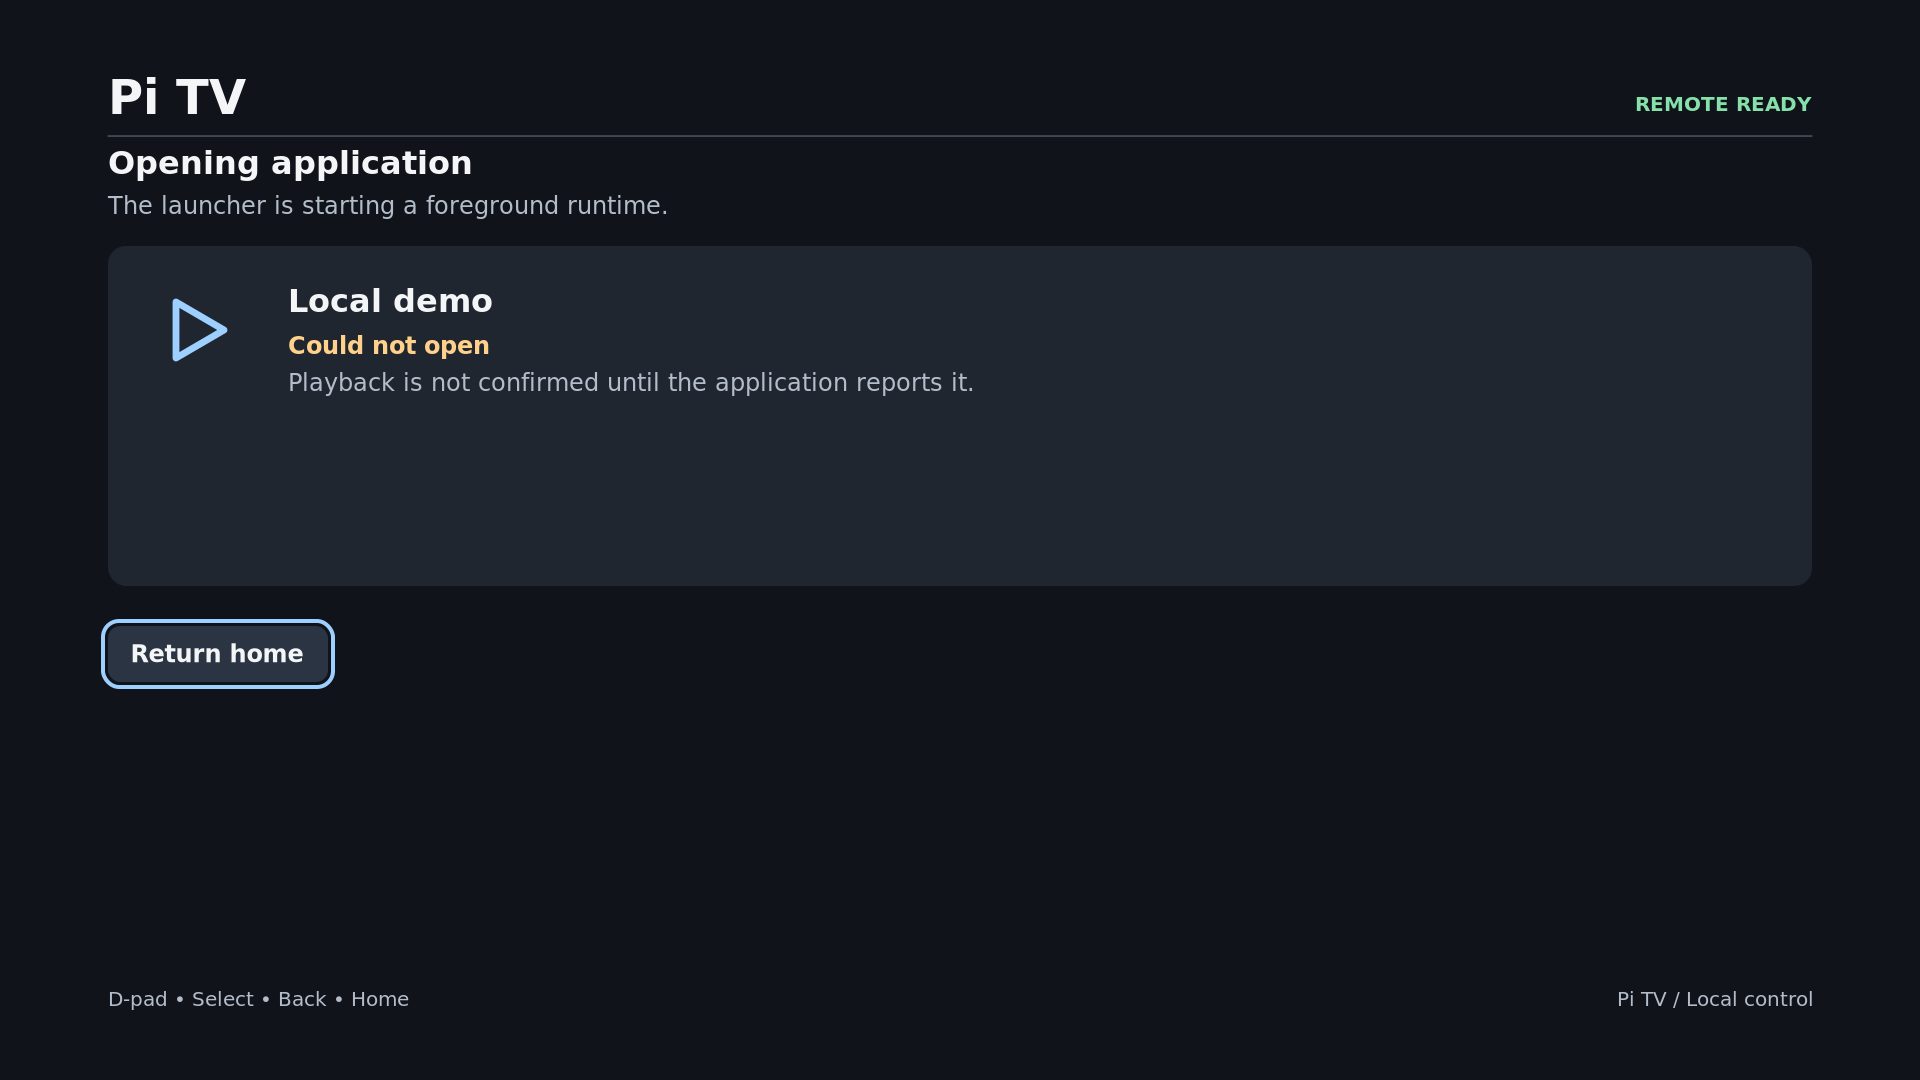 Pi TV
REMOTE READY
Opening application
The launcher is starting a foreground runtime.
Local demo
Could not open
Playback is not confirmed until the application reports it.
Return home
D-pad • Select • Back • Home
Pi TV / Local control